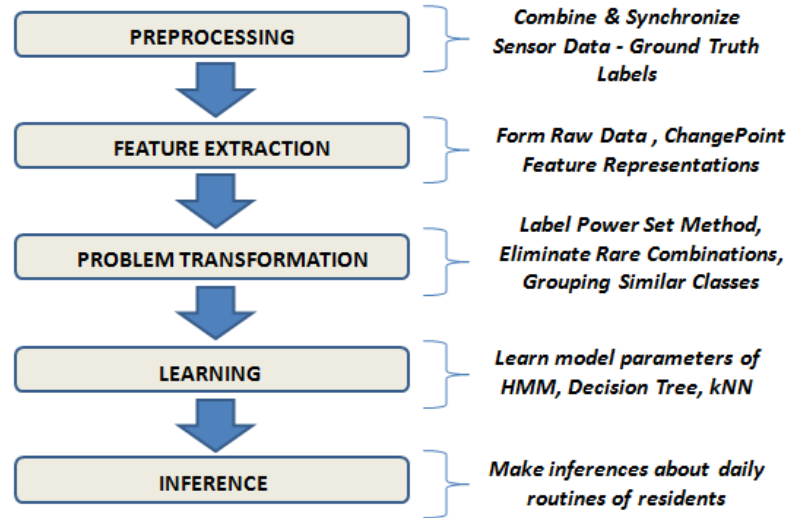 PREPROCESSING
Combine & Synchronize
Sensor Data - Ground Truth
Labels
FEATURE EXTRACTION
Form Raw Data , ChangePoint
Feature Representations
PROBLEM TRANSFORMATION
Label Power Set Method,
Eliminate Rare Combinations,
Grouping Similar Classes
LEARNING
Learn model parameters of
HMM, Decision Tree, kNN
INFERENCE
Make inferences about daily
routines of residents